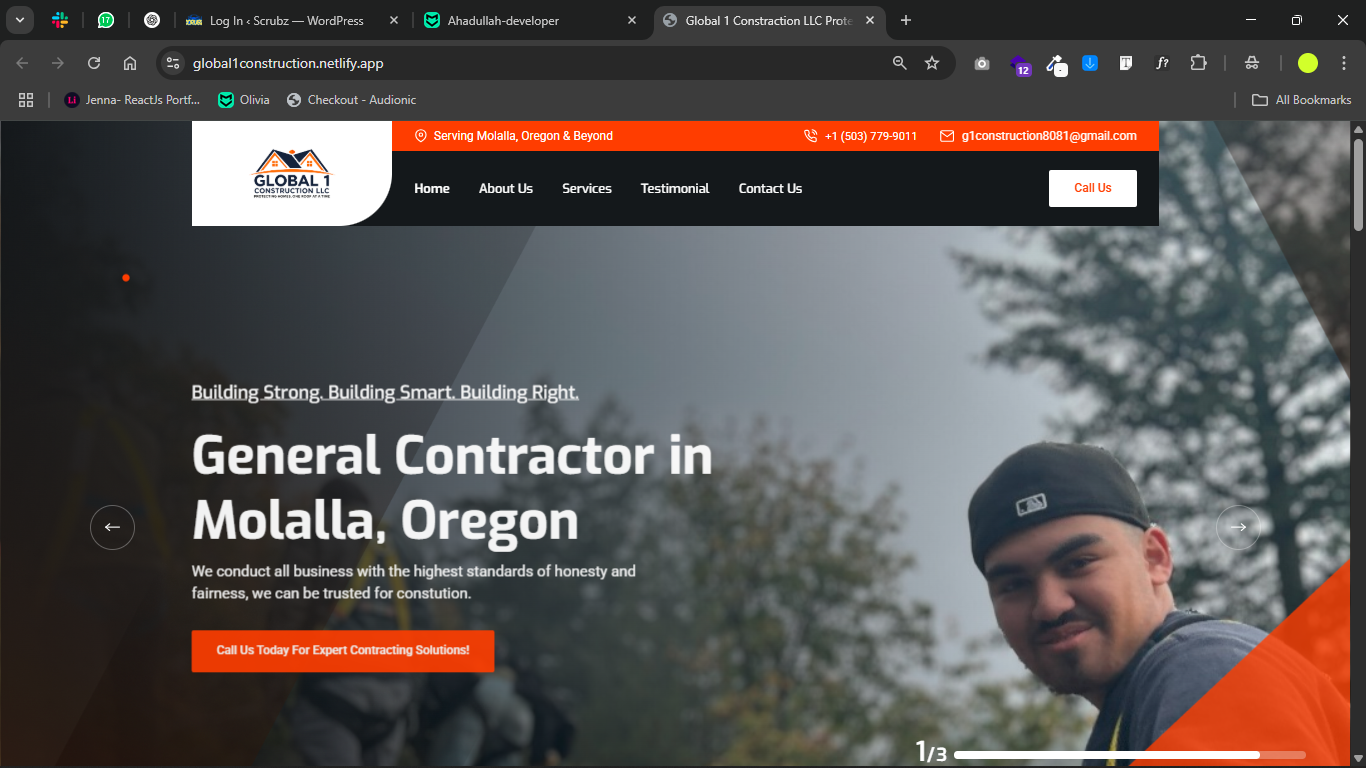 Log In ‹ Scrubz — WordPress
Ahadullah-developer
Global 1 Constraction LLC Prote
global1construction.netlify.app
12
Jenna- ReactJs Portf...
Olivia
Checkout - Audionic
All Bookmarks
Serving Molalla, Oregon & Beyond
+1 (503) 779-9011
g1construction8081@gmail.com
GLOBAL 1
CONSTRUCTION LLC
PROTECTING HOMES, ONE ROOF AT A TIME
Home
About Us
Services
Testimonial
Contact Us
Call Us
Building Strong. Building Smart. Building Right.
General Contractor in
Molalla, Oregon
We conduct all business with the highest standards of honesty and
fairness, we can be trusted for constution.
Call Us Today For Expert Contracting Solutions!
1/3